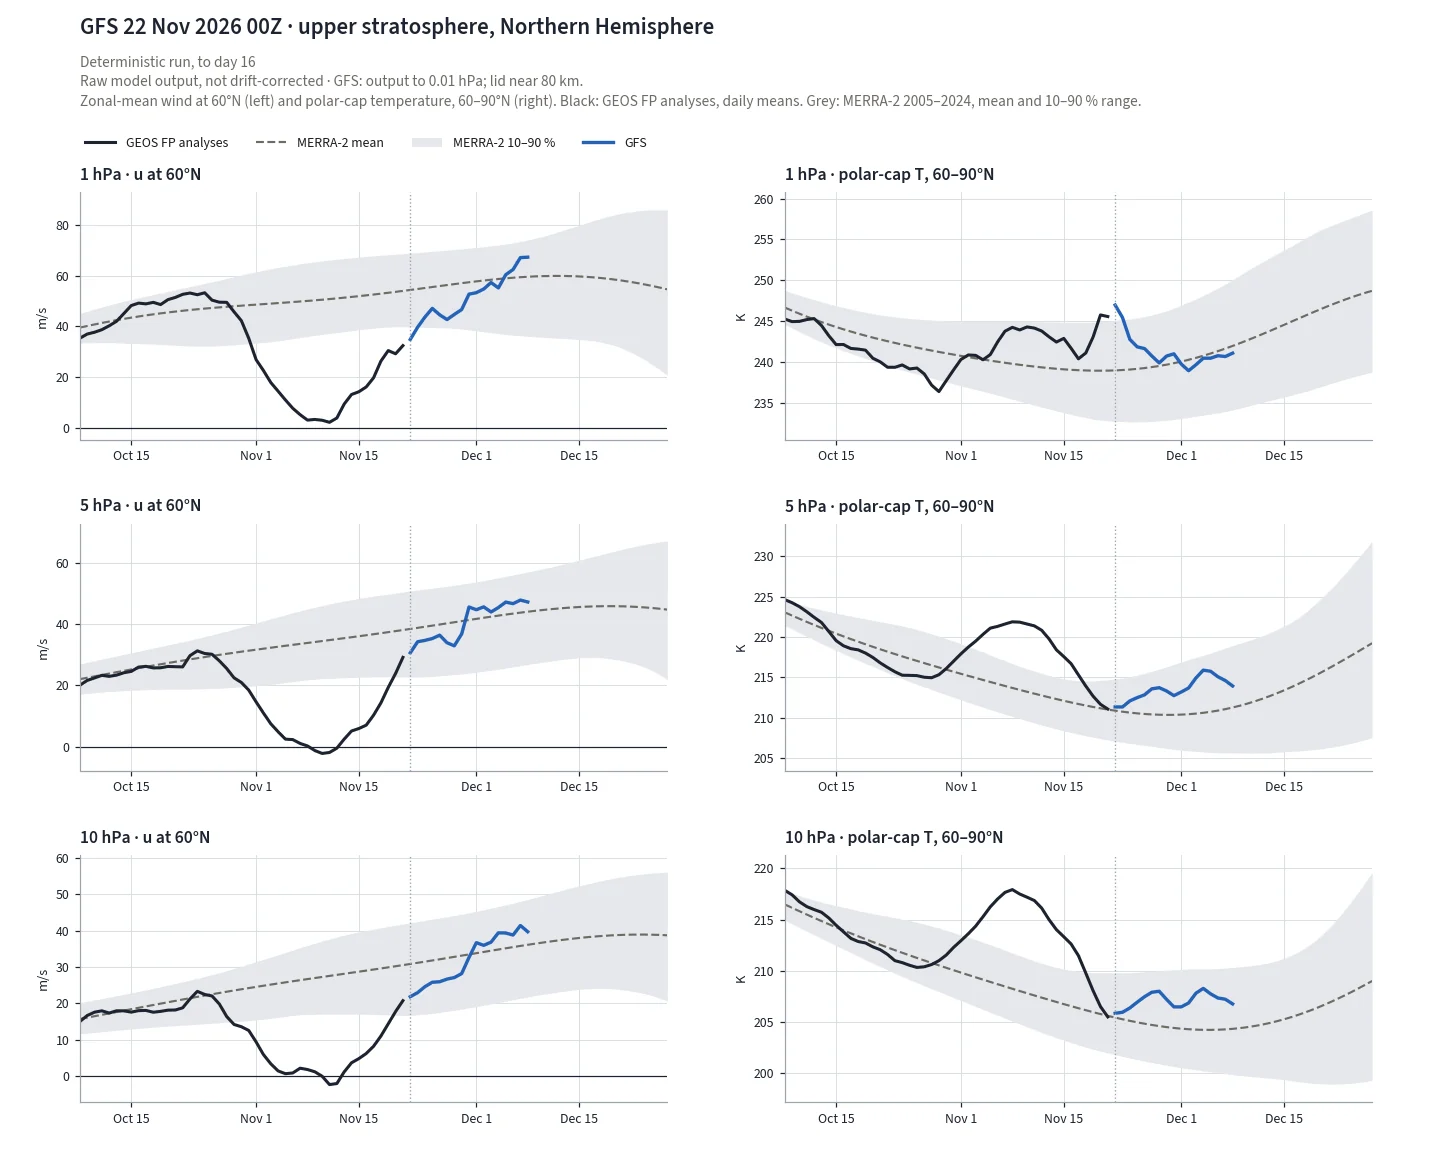 GFS 22 Nov 2026 00Z · upper stratosphere, Northern Hemisphere
Deterministic run, to day 16
Raw model output, not drift-corrected · GFS: output to 0.01 hPa; lid near 80 km.
Zonal-mean wind at 60°N (left) and polar-cap temperature, 60–90°N (right). Black: GEOS FP analyses, daily means. Grey: MERRA-2 2005–2024, mean and 10–90 % range.
GEOS FP analyses MERRA-2 mean MERRA-2 10–90 % GFS
1 hPa · u at 60°N
80
60
40
20
0
m/s
Oct 15 Nov 1 Nov 15 Dec 1 Dec 15
1 hPa · polar-cap T, 60–90°N
260
255
250
245
240
235
K
Oct 15 Nov 1 Nov 15 Dec 1 Dec 15
5 hPa · u at 60°N
60
40
20
0
m/s
Oct 15 Nov 1 Nov 15 Dec 1 Dec 15
5 hPa · polar-cap T, 60–90°N
230
225
220
215
210
205
K
Oct 15 Nov 1 Nov 15 Dec 1 Dec 15
10 hPa · u at 60°N
60
50
40
30
20
10
0
m/s
Oct 15 Nov 1 Nov 15 Dec 1 Dec 15
10 hPa · polar-cap T, 60–90°N
220
215
210
205
200
K
Oct 15 Nov 1 Nov 15 Dec 1 Dec 15